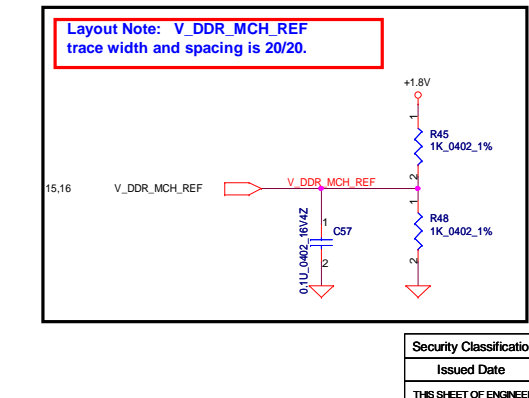 Layout Note: V_DDR_MCH_REF
trace width and spacing is 20/20.
+1.8V
1
R45
1K_0402_1%
2
15,16
V_DDR_MCH_REF
V_DDR_MCH_REF
1
R48
1K_0402_1%
2
0.1U_0402_16V4Z
1
C57
2
Security Classificatio
Issued Date
THIS SHEET OF ENGINEE